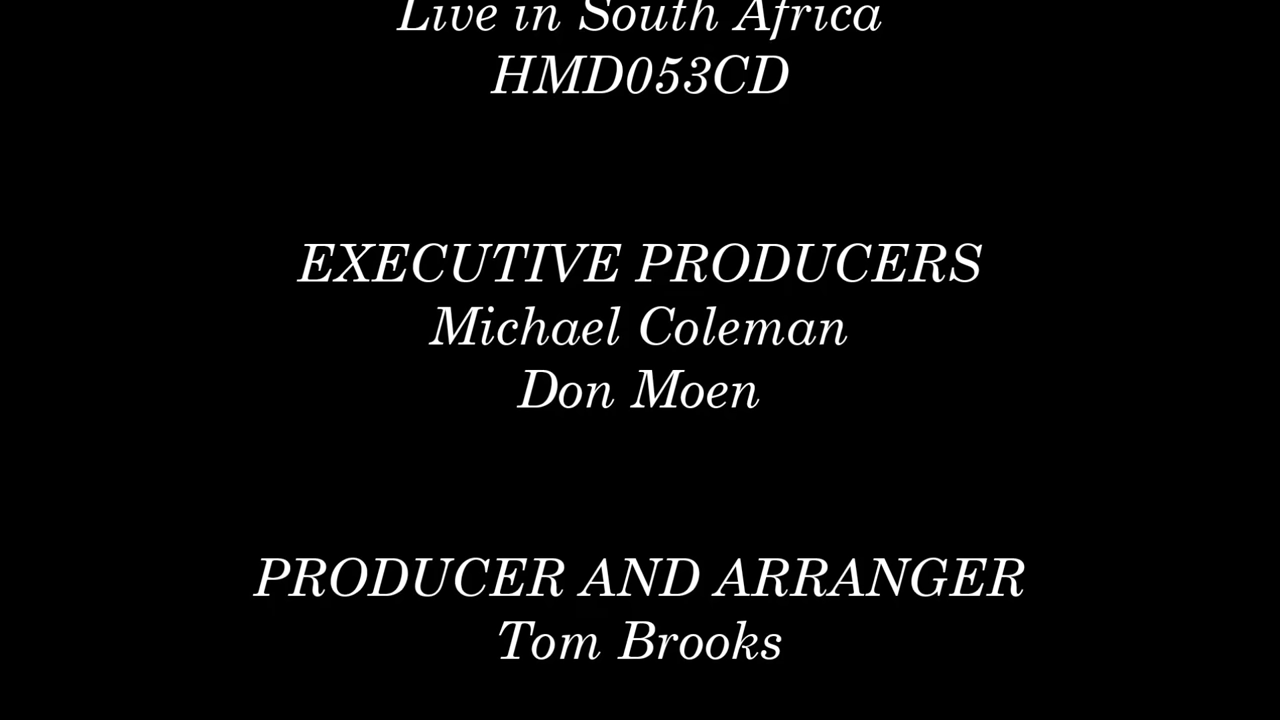 Live in South Africa
HMD053CD
EXECUTIVE PRODUCERS
Michael Coleman
Don Moen
PRODUCER AND ARRANGER
Tom Brooks